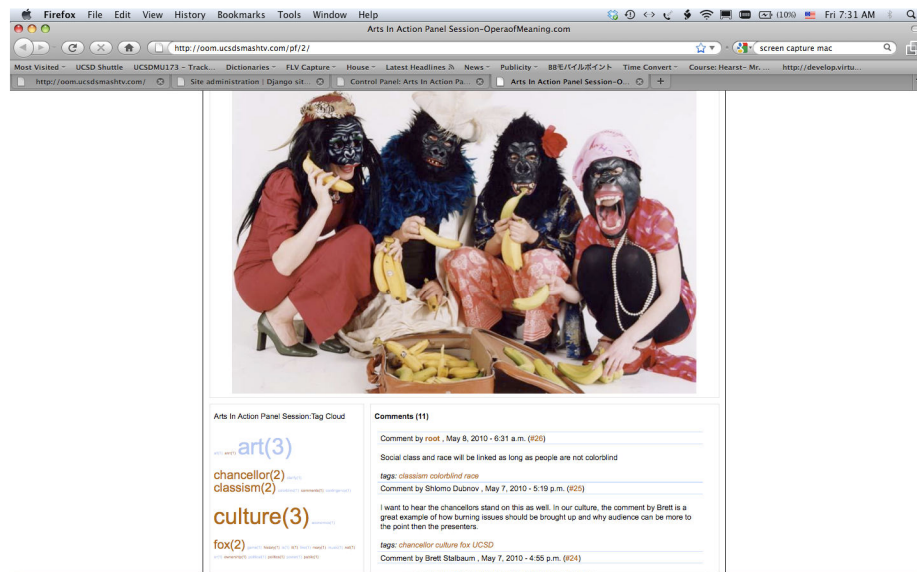 Firefox File Edit View History Bookmarks Tools Window Help (10%) Fri 7:31 AM
Arts In Action Panel Session-OperaofMeaning.com
http://oom.ucsdsmashtv.com/pf/2/ screen capture mac
Most Visited UCSD Shuttle UCSDMU173 - Track... Dictionaries FLV Capture House Latest Headlines News Publicity BBモバイルポイント Time Convert Course: Hearst- Mr.... http://develop.virtu...
http://oom.ucsdsmashtv.com/ Site administration | Django sit... Control Panel: Arts In Action Pa... Arts In Action Panel Session-O...
Arts In Action Panel Session:Tag Cloud
art(3)
chancellor(2)
classism(2)
culture(3)
fox(2)
Comments (11)
Comment by root , May 8, 2010 - 6:31 a.m. (#26)
Social class and race will be linked as long as people are not colorblind
tags: classism colorblind race
Comment by Shlomo Dubnov , May 7, 2010 - 5:19 p.m. (#25)
I want to hear the chancellors stand on this as well. In our culture, the comment by Brett is a
great example of how burning issues should be brought up and why audience can be more to
the point then the presenters.
tags: chancellor culture fox UCSD
Comment by Brett Stalbaum , May 7, 2010 - 4:55 p.m. (#24)